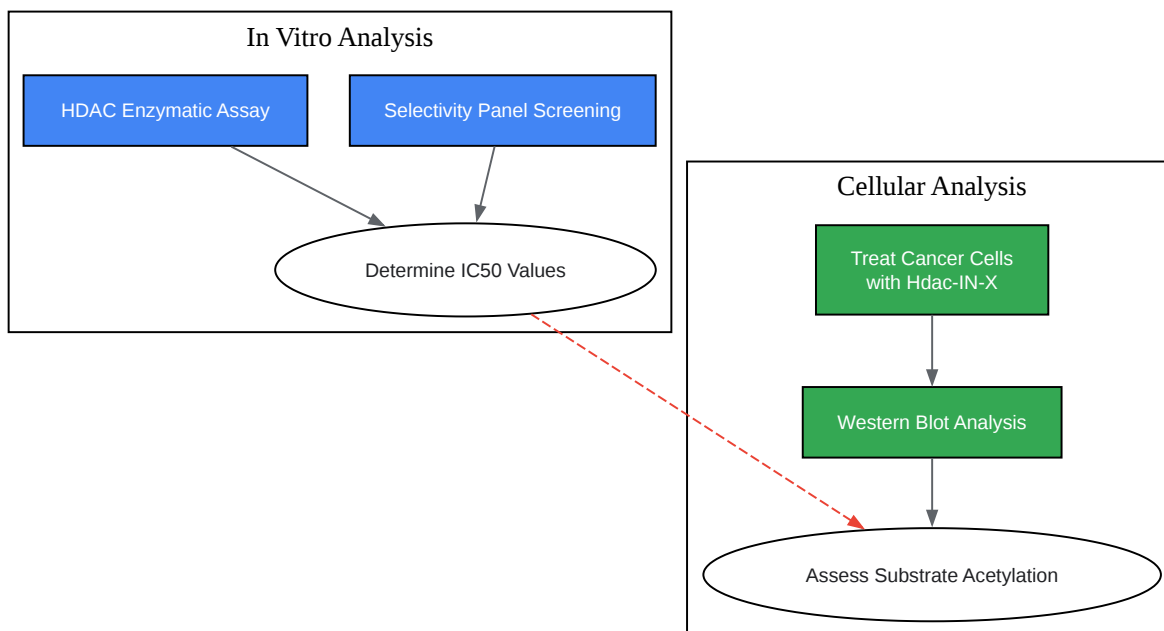 In Vitro Analysis
HDAC Enzymatic Assay
Selectivity Panel Screening
Determine IC50 Values
Cellular Analysis
Treat Cancer Cells
with Hdac-IN-X
Western Blot Analysis
Assess Substrate Acetylation